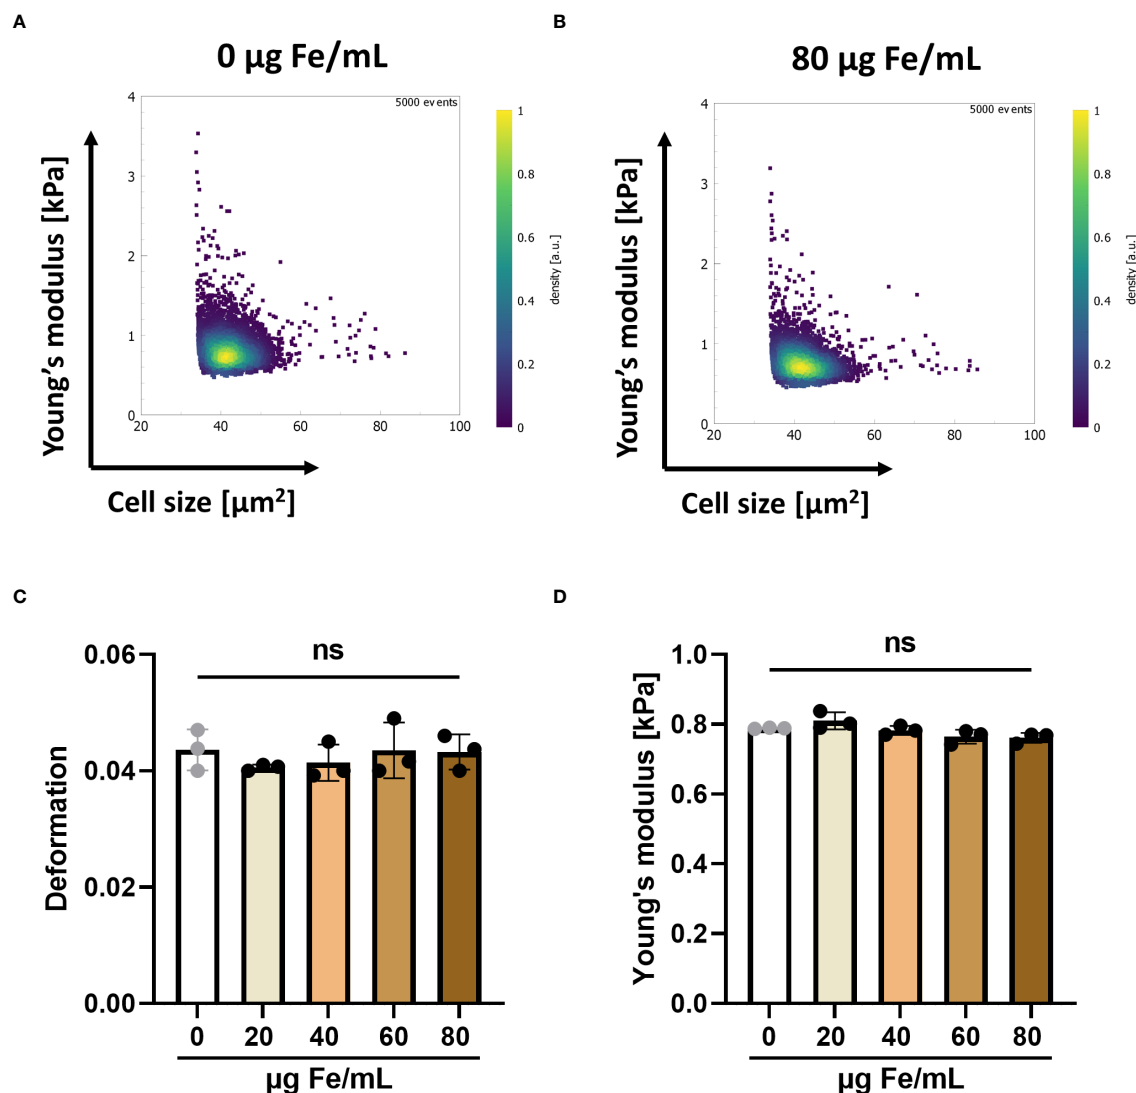 A
B
0 µg Fe/mL
80 µg Fe/mL
5000 events
5000 events
4
3
2
1
0
20
40
60
80
100
Young's modulus [kPa]
Cell size [µm²]
1
0.8
0.6
0.4
0.2
0
density [a.u.]
4
3
2
1
0
20
40
60
80
100
Young's modulus [kPa]
Cell size [µm²]
1
0.8
0.6
0.4
0.2
0
density [a.u.]
C
D
ns
0.06
0.04
0.02
0.00
Deformation
0
20
40
60
80
µg Fe/mL
ns
1.0
0.8
0.6
0.4
0.2
0.0
Young's modulus [kPa]
0
20
40
60
80
µg Fe/mL